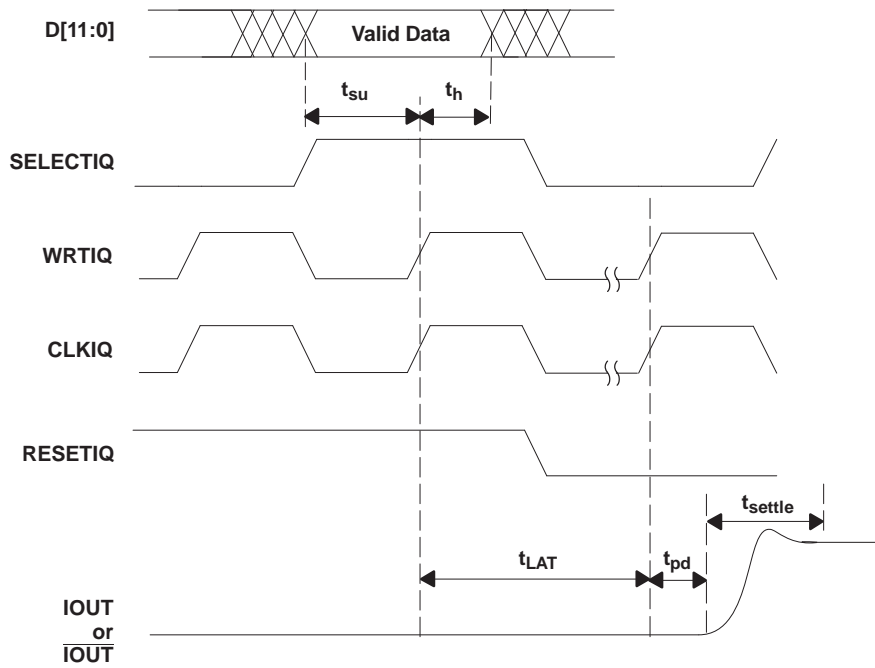 D[11:0]
Valid Data
tsu
th
SELECTIQ
WRTIQ
CLKIQ
RESETIQ
tsettle
tLAT
tpd
IOUT
or
IOUT